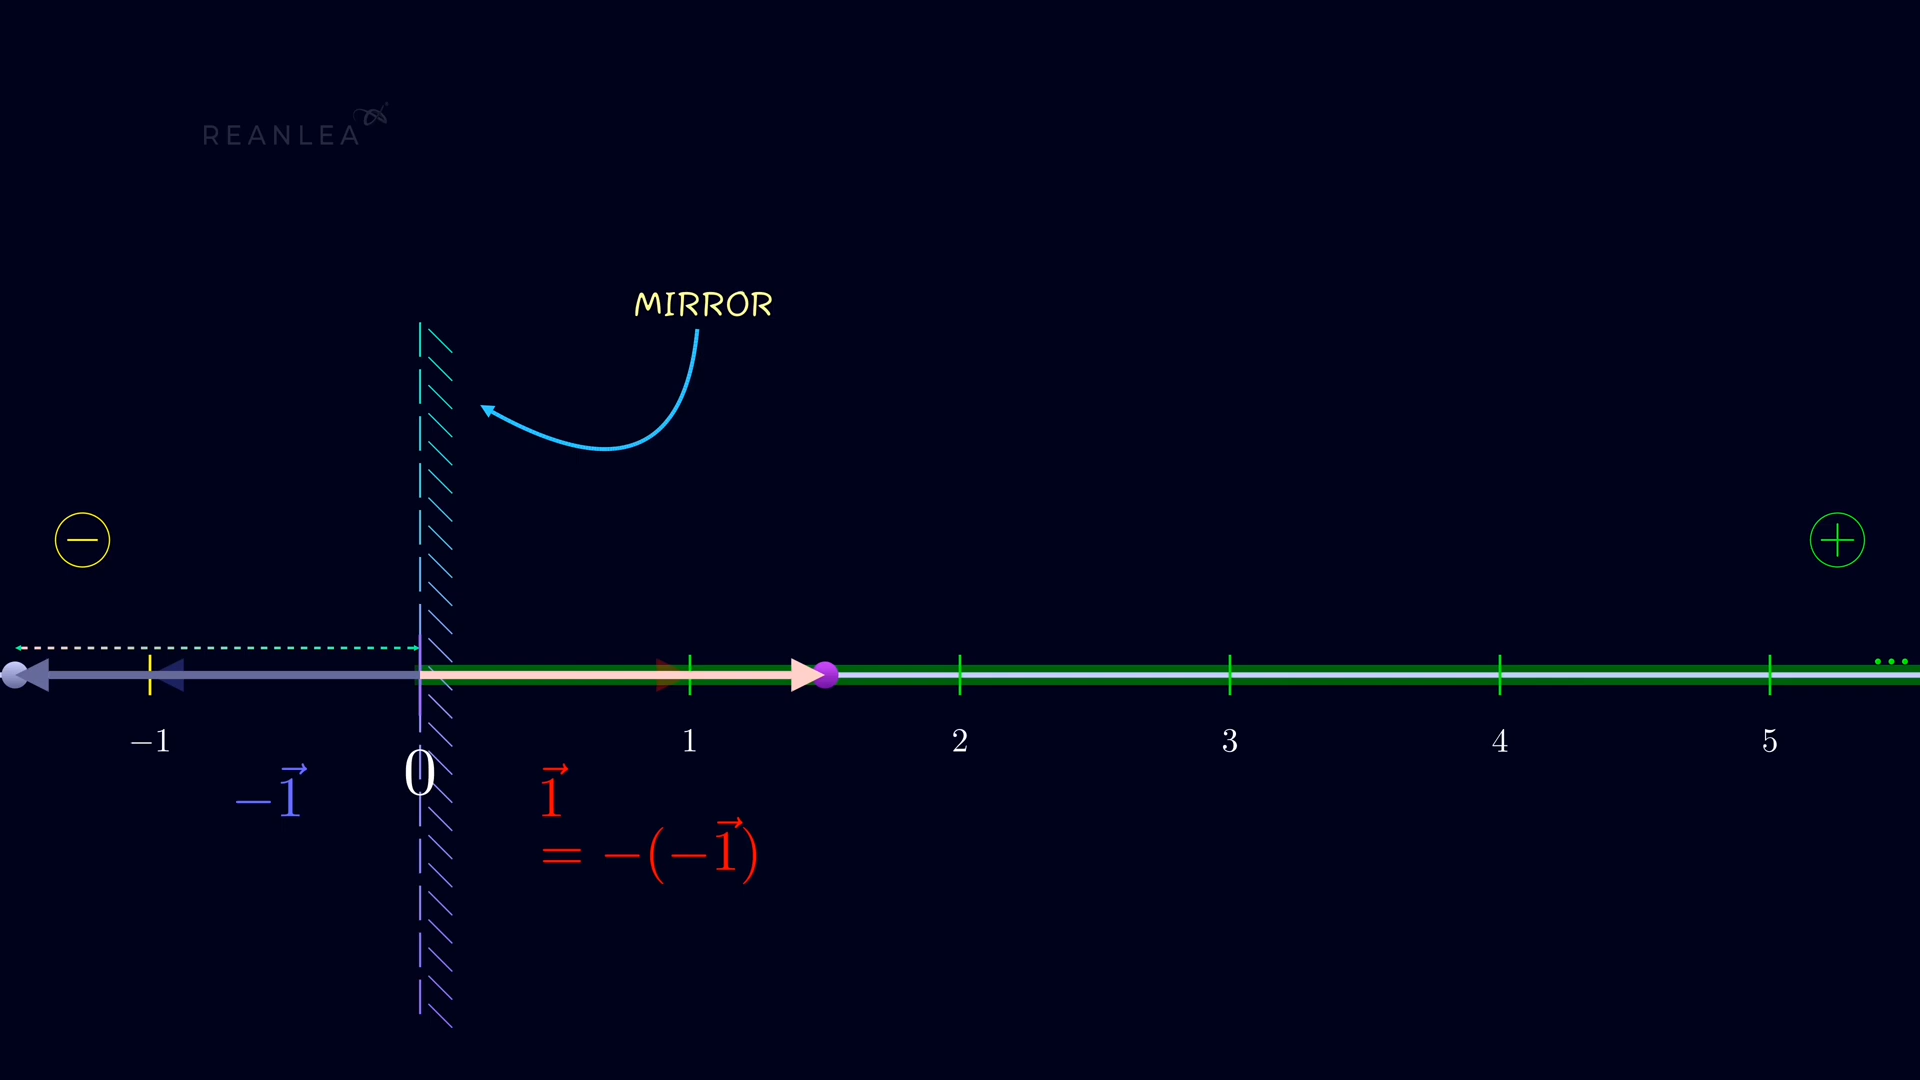 REANLEA
MIRROR
−
+
...
−1 0 1 2 3 4 5
−1⃗
1⃗
= −(−1⃗)